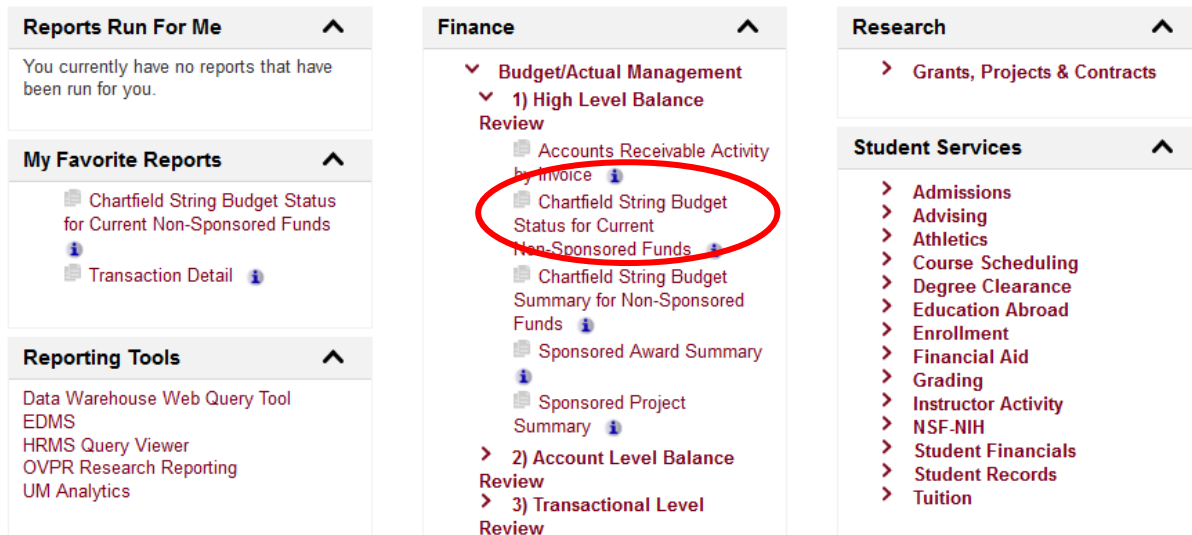 Reports Run For Me
You currently have no reports that have
been run for you.
My Favorite Reports
Chartfield String Budget Status
for Current Non-Sponsored Funds
Transaction Detail
Reporting Tools
Data Warehouse Web Query Tool
EDMS
HRMS Query Viewer
OVPR Research Reporting
UM Analytics
Finance
Budget/Actual Management
1) High Level Balance
Review
Accounts Receivable Activity
by Invoice
Chartfield String Budget
Status for Current
Non-Sponsored Funds
Chartfield String Budget
Summary for Non-Sponsored
Funds
Sponsored Award Summary
Sponsored Project
Summary
2) Account Level Balance
Review
3) Transactional Level
Review
Research
Grants, Projects & Contracts
Student Services
Admissions
Advising
Athletics
Course Scheduling
Degree Clearance
Education Abroad
Enrollment
Financial Aid
Grading
Instructor Activity
NSF-NIH
Student Financials
Student Records
Tuition